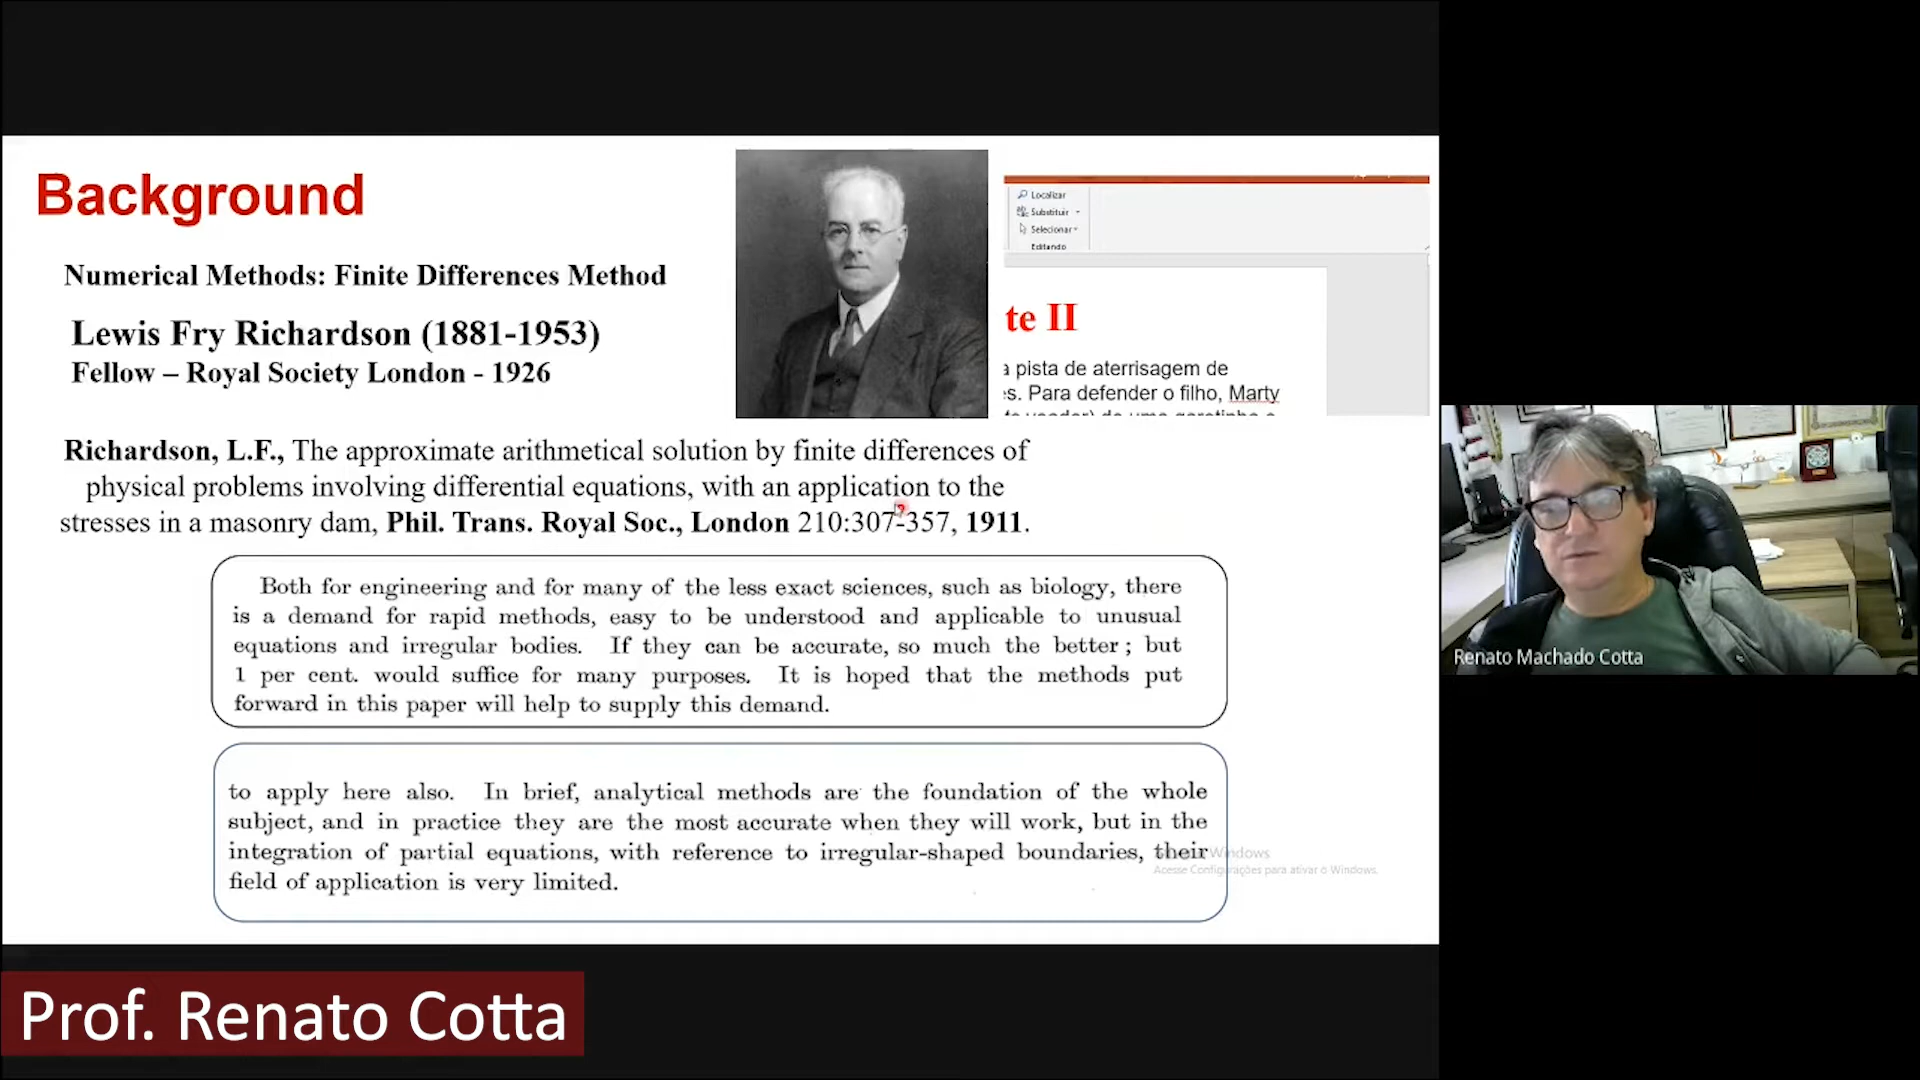 Background
Numerical Methods: Finite Differences Method
Lewis Fry Richardson (1881-1953)
Fellow – Royal Society London - 1926
Localizar
Substituir
Selecionar
Editando
te II
a pista de aterrisagem de
s. Para defender o filho, Marty
Richardson, L.F., The approximate arithmetical solution by finite differences of
physical problems involving differential equations, with an application to the
stresses in a masonry dam, Phil. Trans. Royal Soc., London 210:307-357, 1911.
Both for engineering and for many of the less exact sciences, such as biology, there
is a demand for rapid methods, easy to be understood and applicable to unusual
equations and irregular bodies. If they can be accurate, so much the better; but
1 per cent. would suffice for many purposes. It is hoped that the methods put
forward in this paper will help to supply this demand.
to apply here also. In brief, analytical methods are the foundation of the whole
subject, and in practice they are the most accurate when they will work, but in the
integration of partial equations, with reference to irregular-shaped boundaries, their
field of application is very limited.
Windows
Acesse Configurações para ativar o Windows.
Renato Machado Cotta
Prof. Renato Cotta